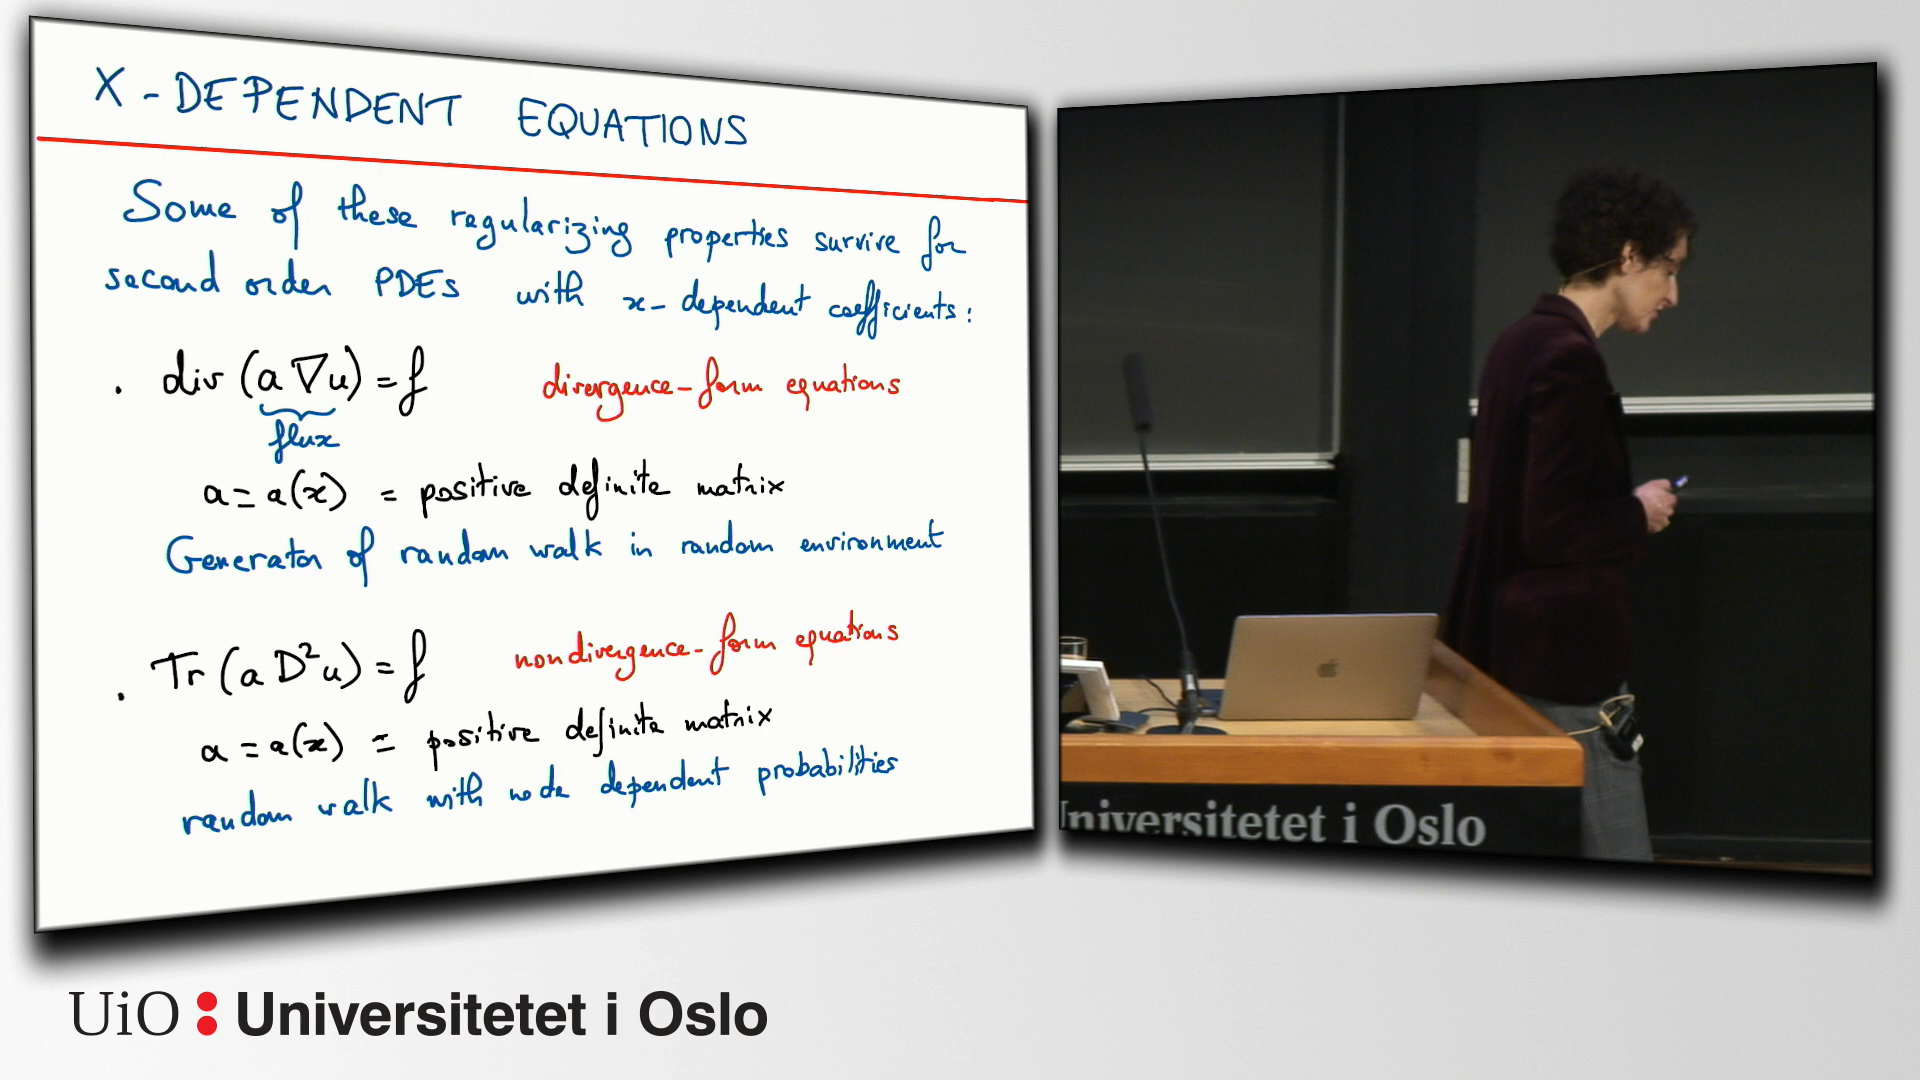 X-DEPENDENT EQUATIONS
Some of these regularizing properties survive for
second order PDEs with x-dependent coefficients:
. div (a ∇u) = f divergence-form equations
flux
a = a(x) = positive definite matrix
Generator of random walk in random environment
. Tr (a D²u) = f nondivergence-form equations
a = a(x) = positive definite matrix
random walk with node dependent probabilities
Universitetet i Oslo
UiO : Universitetet i Oslo